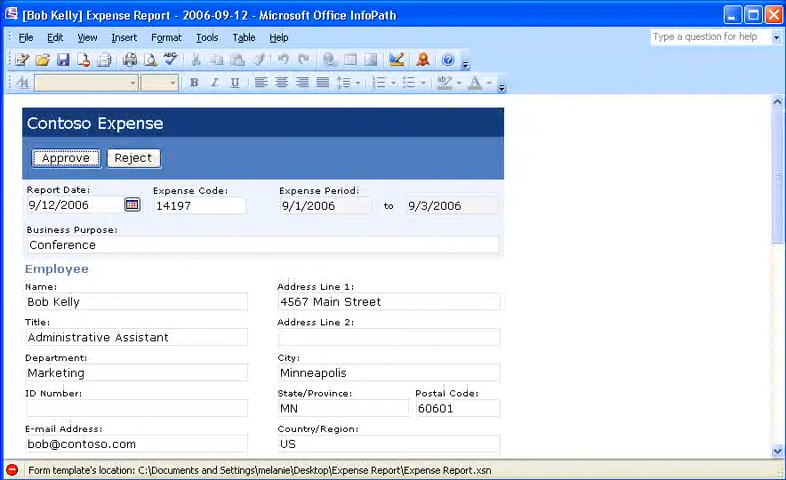 [Bob Kelly] Expense Report - 2006-09-12 - Microsoft Office InfoPath
File Edit View Insert Format Tools Table Help
Type a question for help
B I U
Contoso Expense
Approve Reject
Report Date: Expense Code: Expense Period:
9/12/2006 14197 9/1/2006 to 9/3/2006
Business Purpose:
Conference
Employee
Name: Address Line 1:
Bob Kelly 4567 Main Street
Title: Address Line 2:
Administrative Assistant
Department: City:
Marketing Minneapolis
ID Number: State/Province: Postal Code:
MN 60601
E-mail Address: Country/Region:
bob@contoso.com US
Form template's location: C:\Documents and Settings\melanie\Desktop\Expense Report\Expense Report.xsn